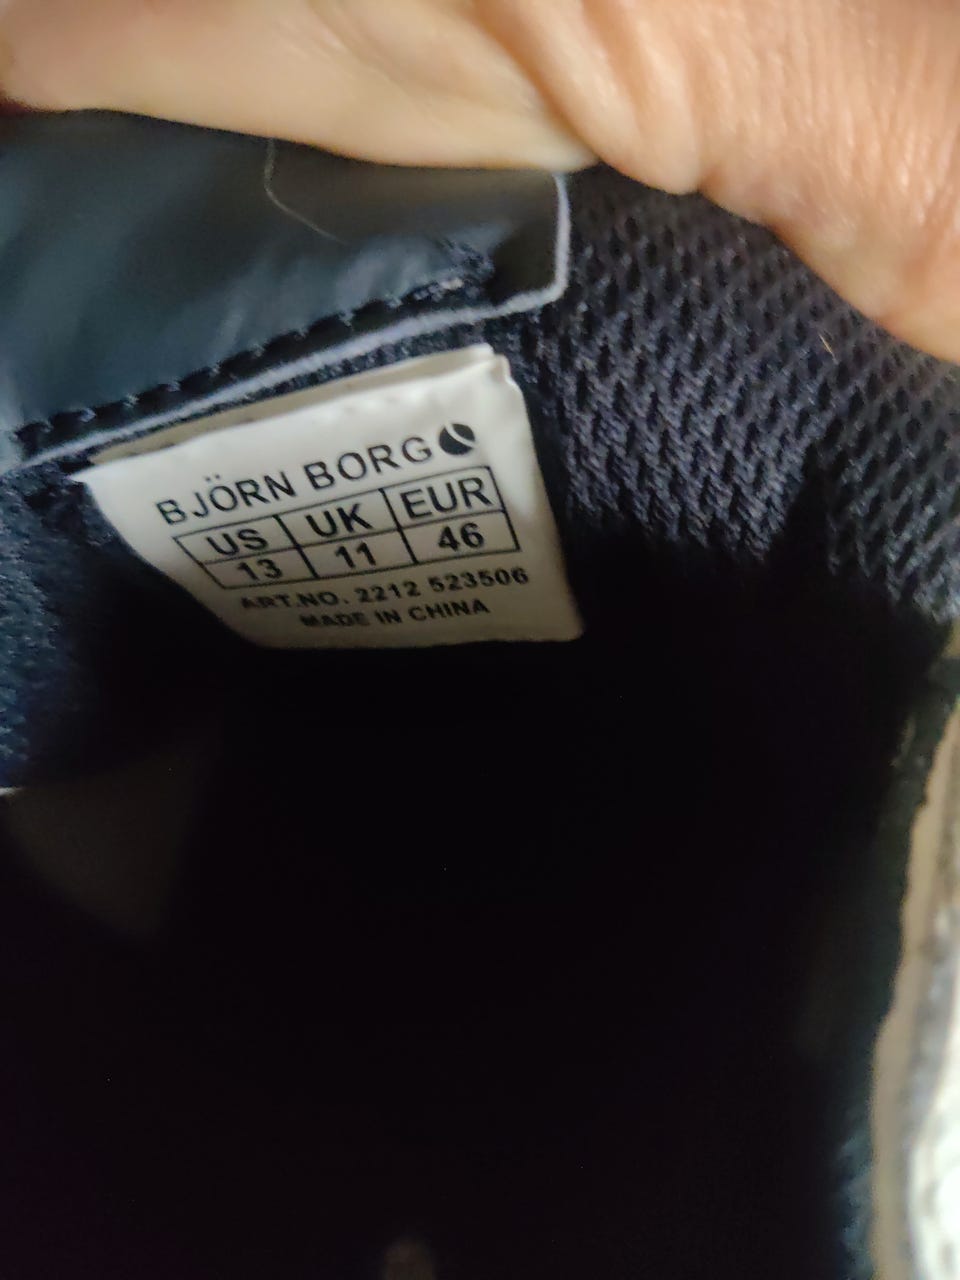 BJÖRN BORG
US UK EUR
13 11 46
ART.NO. 2212 523506
MADE IN CHINA